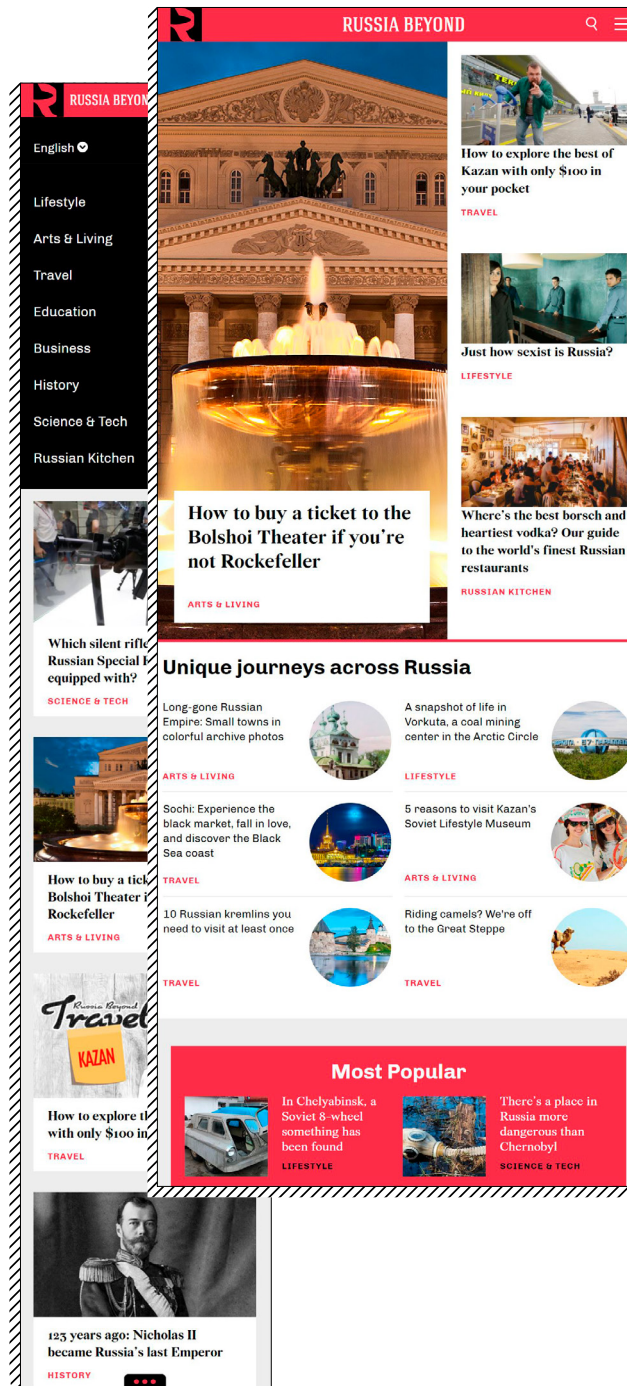 RUSSIA BEYOND
How to explore the best of
Kazan with only $100 in
your pocket
TRAVEL
Just how sexist is Russia?
LIFESTYLE
Where's the best borsch and
heartiest vodka? Our guide
to the world's finest Russian
restaurants
RUSSIAN KITCHEN
How to buy a ticket to the
Bolshoi Theater if you're
not Rockefeller
ARTS & LIVING
Unique journeys across Russia
Long-gone Russian
Empire: Small towns in
colorful archive photos
ARTS & LIVING
A snapshot of life in
Vorkuta, a coal mining
center in the Arctic Circle
LIFESTYLE
Sochi: Experience the
black market, fall in love,
and discover the Black
Sea coast
TRAVEL
5 reasons to visit Kazan's
Soviet Lifestyle Museum
ARTS & LIVING
10 Russian kremlins you
need to visit at least once
TRAVEL
Riding camels? We're off
to the Great Steppe
TRAVEL
Most Popular
In Chelyabinsk, a
Soviet 8-wheel
something has
been found
LIFESTYLE
There's a place in
Russia more
dangerous than
Chernobyl
SCIENCE & TECH
RUSSIA BEYON
English
Lifestyle
Arts & Living
Travel
Education
Business
History
Science & Tech
Russian Kitchen
Which silent rifle
Russian Special
equipped with?
SCIENCE & TECH
How to buy a tick
Bolshoi Theater i
Rockefeller
ARTS & LIVING
Russia Beyond
Travel
KAZAN
How to explore t
with only $100 in
TRAVEL
123 years ago: Nicholas II
became Russia's last Emperor
HISTORY